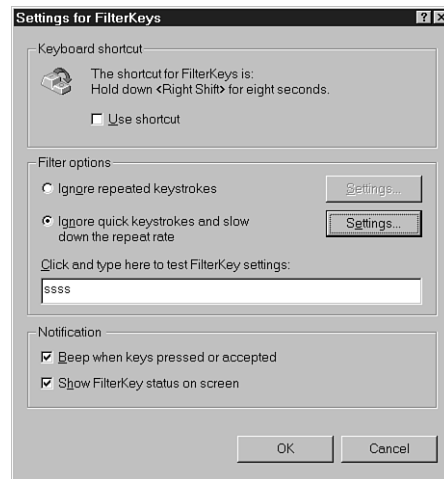 Settings for FilterKeys
Keyboard shortcut
The shortcut for FilterKeys is:
Hold down <Right Shift> for eight seconds.
Use shortcut
Filter options
Ignore repeated keystrokes
Settings...
Ignore quick keystrokes and slow
down the repeat rate
Settings...
Click and type here to test FilterKey settings:
ssss
Notification
Beep when keys pressed or accepted
Show FilterKey status on screen
OK
Cancel